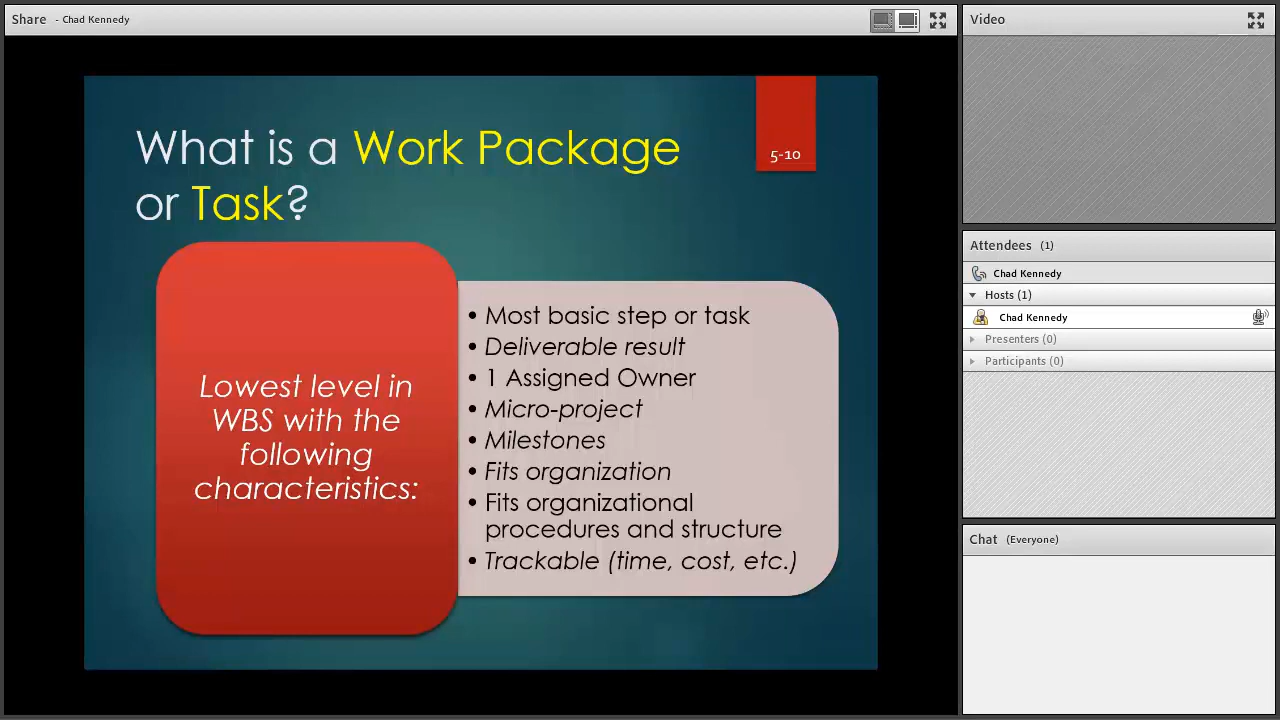 Share - Chad Kennedy
What is a Work Package
or Task?
5-10
Lowest level in
WBS with the
following
characteristics:
• Most basic step or task
• Deliverable result
• 1 Assigned Owner
• Micro-project
• Milestones
• Fits organization
• Fits organizational
procedures and structure
• Trackable (time, cost, etc.)
Video
Attendees (1)
Chad Kennedy
Hosts (1)
Chad Kennedy
Presenters (0)
Participants (0)
Chat (Everyone)